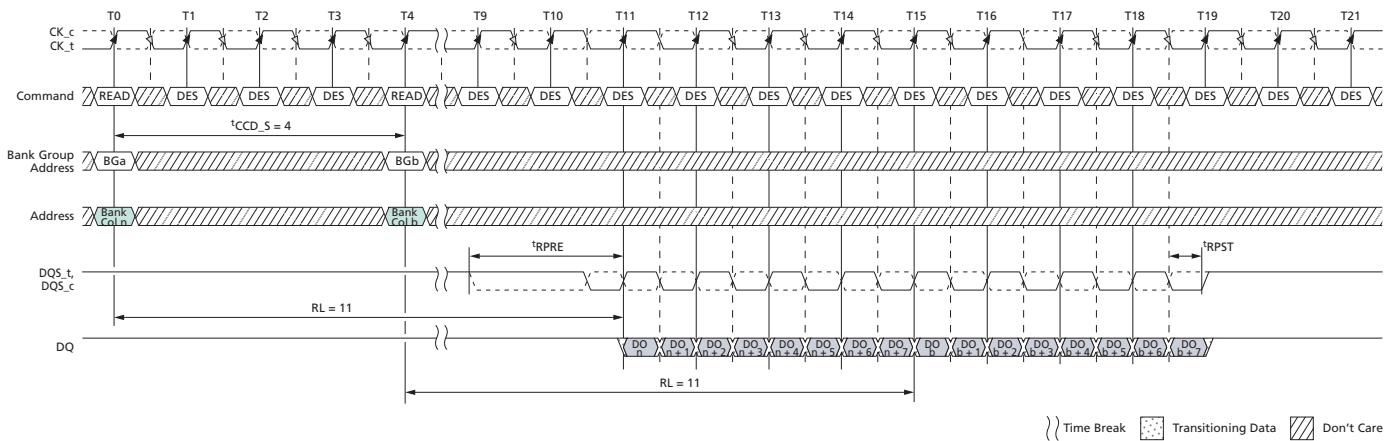 T0 T1 T2 T3 T4 T9 T10 T11 T12 T13 T14 T15 T16 T17 T18 T19 T20 T21
CK_c
CK_t
Command READ DES DES DES READ DES DES DES DES DES DES DES DES DES DES DES DES DES
tCCD_S = 4
Bank Group
Address
BGa BGb
Address
Bank
Col n
Bank
Col b
tRPRE tRPST
DQS_t,
DQS_c
RL = 11
DQ
DO n DO n + 1 DO n + 2 DO n + 3 DO n + 4 DO n + 5 DO n + 6 DO n + 7 DO b DO b + 1 DO b + 2 DO b + 3 DO b + 4 DO b + 5 DO b + 6 DO b + 7
RL = 11
Time Break Transitioning Data Don't Care